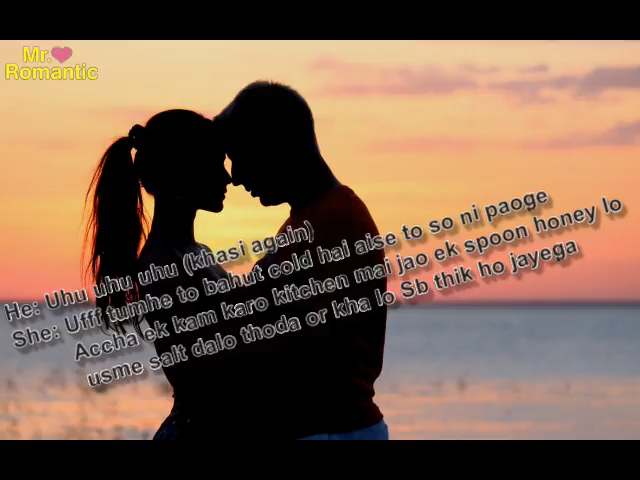 Mr.
Romantic
He: Uhu uhu uhu (khasi again)
She: Ufff tumhe to bahut cold hai aise to so ni paoge
Accha ek kam karo kitchen mai jao ek spoon honey lo
usme salt dalo thoda or kha lo Sb thik ho jayega